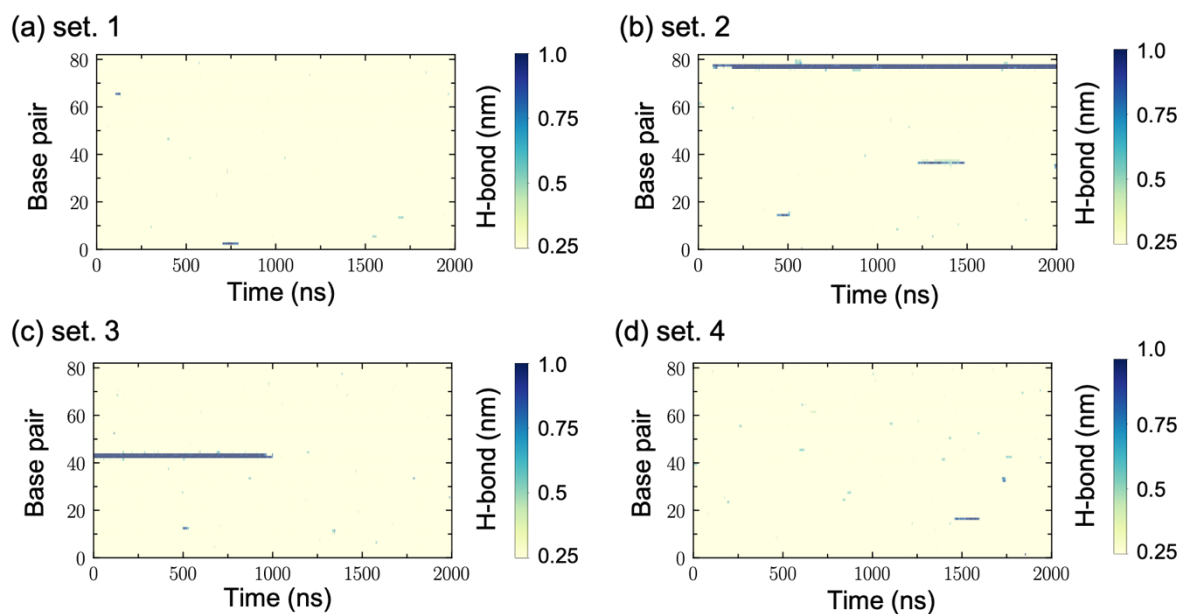 (a) set. 1
80
60
40
20
0
Base pair
0 500 1000 1500 2000
Time (ns)
1.0
0.75
0.5
0.25
H-bond (nm)
(b) set. 2
80
60
40
20
0
Base pair
0 500 1000 1500 2000
Time (ns)
1.0
0.75
0.5
0.25
H-bond (nm)
(c) set. 3
80
60
40
20
0
Base pair
0 500 1000 1500 2000
Time (ns)
1.0
0.75
0.5
0.25
H-bond (nm)
(d) set. 4
80
60
40
20
0
Base pair
0 500 1000 1500 2000
Time (ns)
1.0
0.75
0.5
0.25
H-bond (nm)